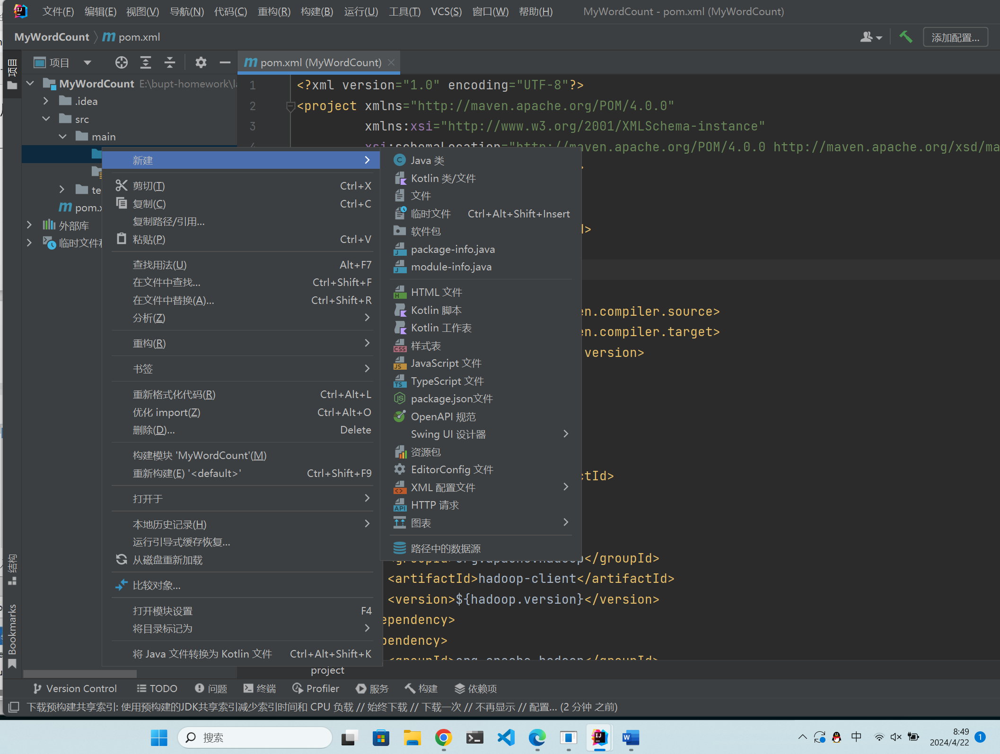 文件(F) 编辑(E) 视图(V) 导航(N) 代码(C) 重构(R) 构建(B) 运行(U) 工具(T) VCS(S) 窗口(W) 帮助(H) MyWordCount - pom.xml (MyWordCount)
MyWordCount pom.xml 添加配置...
项目 pom.xml (MyWordCount)
项目
MyWordCount E:\bupt-homework\
.idea
src
main
te
pom.x
外部库
临时文件和
结构
Bookmarks
1 <?xml version="1.0" encoding="UTF-8"?>
2 <project xmlns="http://maven.apache.org/POM/4.0.0"
3 xmlns:xsi="http://www.w3.org/2001/XMLSchema-instance"
4 xsi:schemaLocation="http://maven.apache.org/POM/4.0.0 http://maven.apache.org/xsd/ma
新建
剪切(T) Ctrl+X
复制(C) Ctrl+C
复制路径/引用...
粘贴(P) Ctrl+V
查找用法(U) Alt+F7
在文件中查找... Ctrl+Shift+F
在文件中替换(A)... Ctrl+Shift+R
分析(Z)
重构(R)
书签
重新格式化代码(R) Ctrl+Alt+L
优化 import(Z) Ctrl+Alt+O
删除(D)... Delete
构建模块 'MyWordCount'(M)
重新构建(E) '<default>' Ctrl+Shift+F9
打开于
本地历史记录(H)
运行引导式缓存恢复...
从磁盘重新加载
比较对象...
打开模块设置 F4
将目录标记为
将 Java 文件转换为 Kotlin 文件 Ctrl+Alt+Shift+K
Java 类
Kotlin 类/文件
文件
临时文件 Ctrl+Alt+Shift+Insert
软件包
package-info.java
module-info.java
HTML 文件
Kotlin 脚本
Kotlin 工作表
样式表
JavaScript 文件
TypeScript 文件
package.json文件
OpenAPI 规范
Swing UI 设计器
资源包
EditorConfig 文件
XML 配置文件
HTTP 请求
图表
路径中的数据源
d>
en.compiler.source>
en.compiler.target>
version>
ctId>
<groupId>org.apache.hadoop</groupId>
<artifactId>hadoop-client</artifactId>
<version>${hadoop.version}</version>
ependency>
pendency>
<groupId>org.apache.hadoop</groupId>
project
Version Control TODO 问题 终端 Profiler 服务 构建 依赖项
下载预构建共享索引: 使用预构建的JDK共享索引减少索引时间和 CPU 负载 // 始终下载 // 下载一次 // 不再显示 // 配置... (2 分钟 之前)
搜索 中 8:49
2024/4/22 1